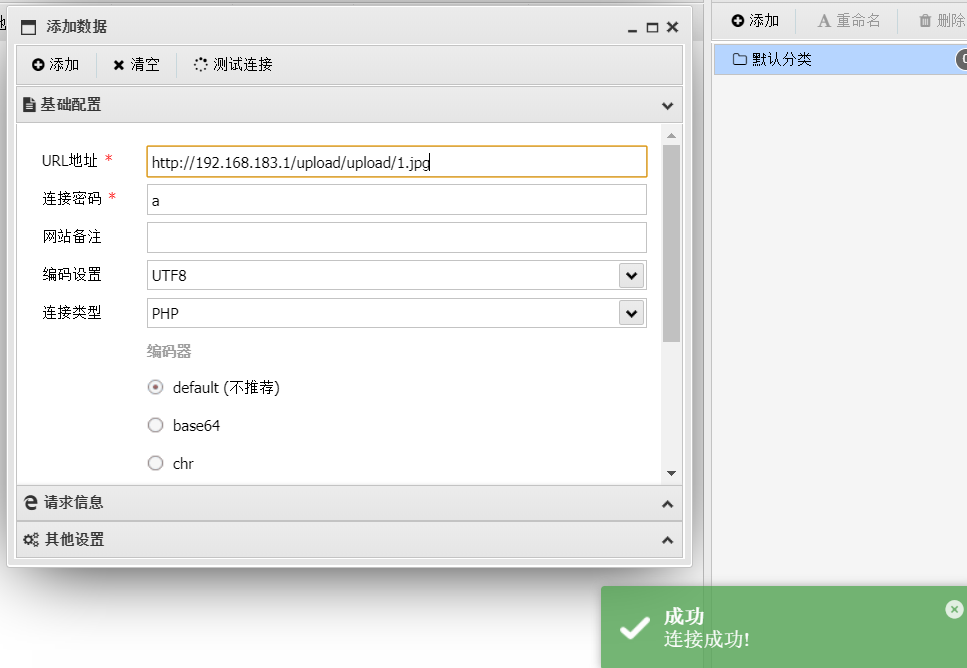 添加数据
添加 清空 测试连接
基础配置
URL地址 *
http://192.168.183.1/upload/upload/1.jpg
连接密码 *
a
网站备注
编码设置
UTF8
连接类型
PHP
编码器
default (不推荐)
base64
chr
请求信息
其他设置
添加 A 重命名 删除
默认分类
成功
连接成功!